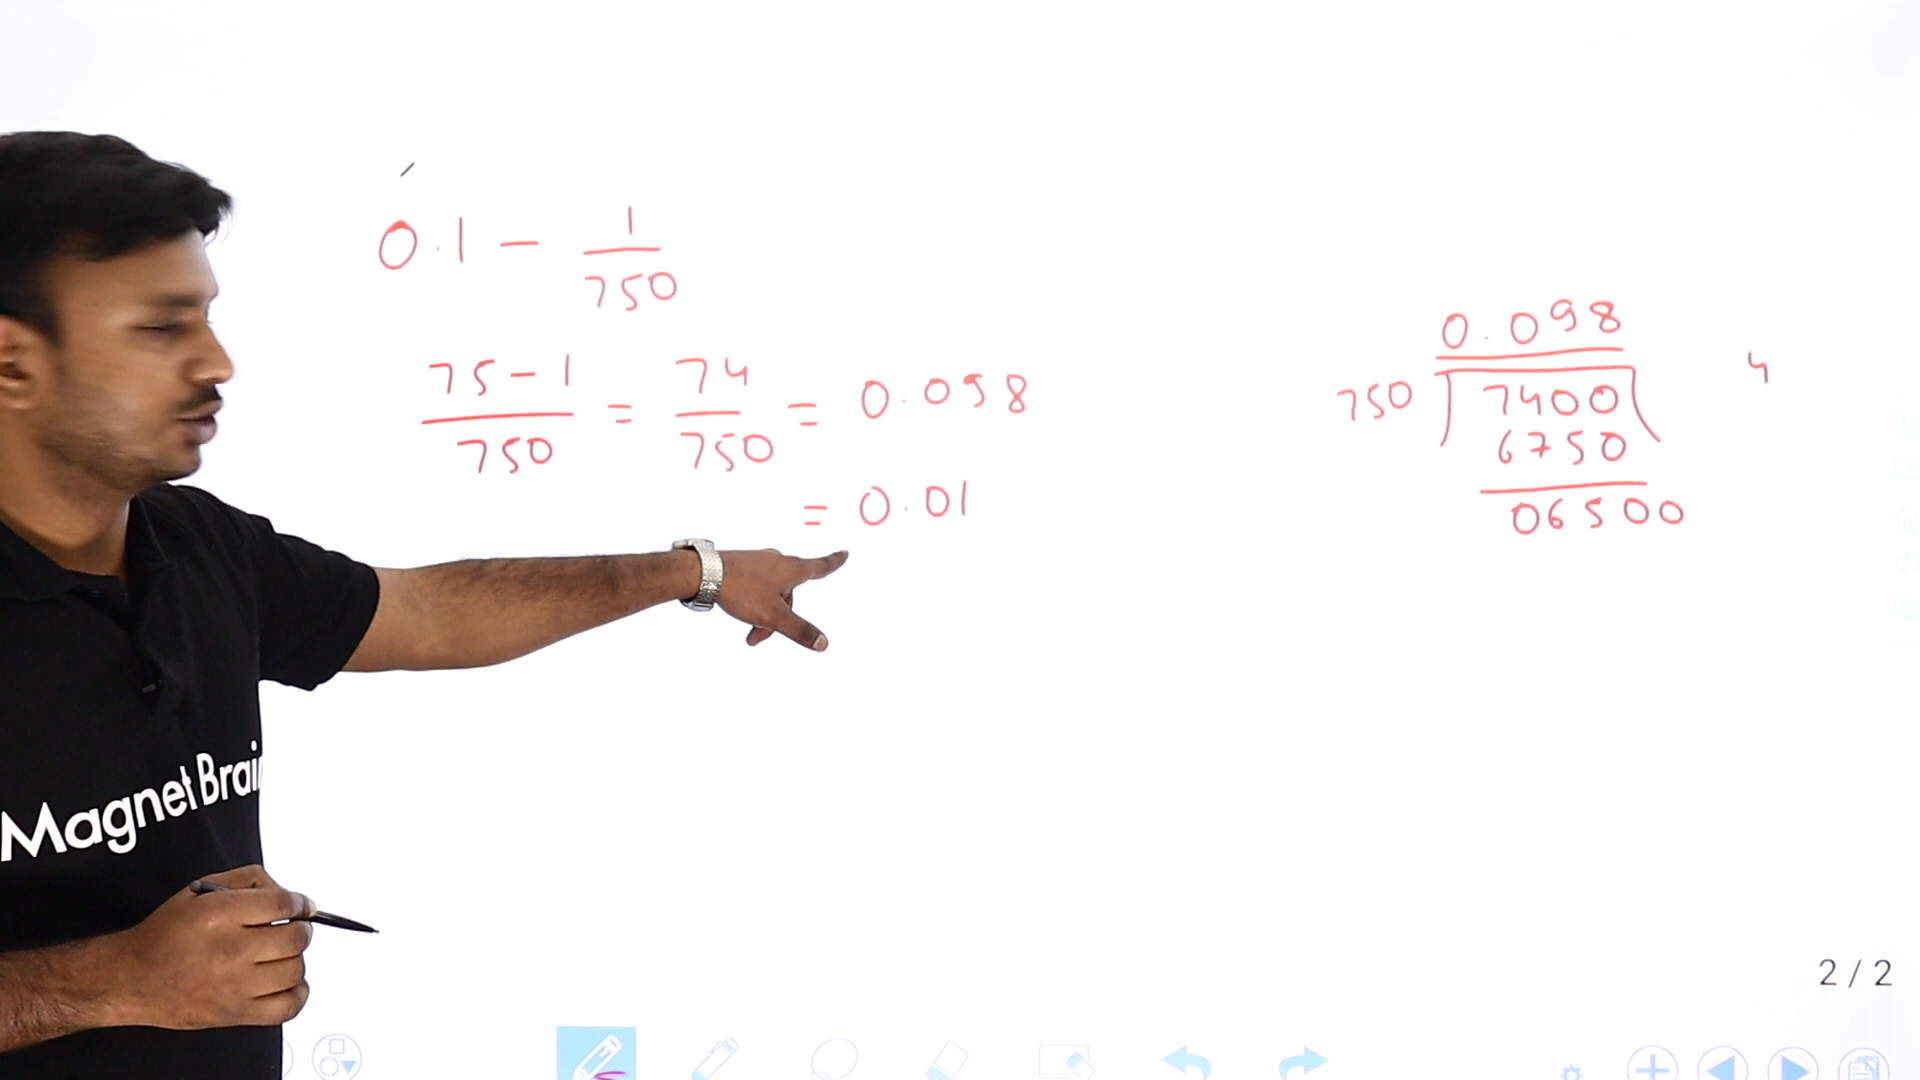 0.1 - 1/750
75-1/750 = 74/750 = 0.098
= 0.01
0.098
750 7400
6750
06500
4
Magnet Brai
2 / 2